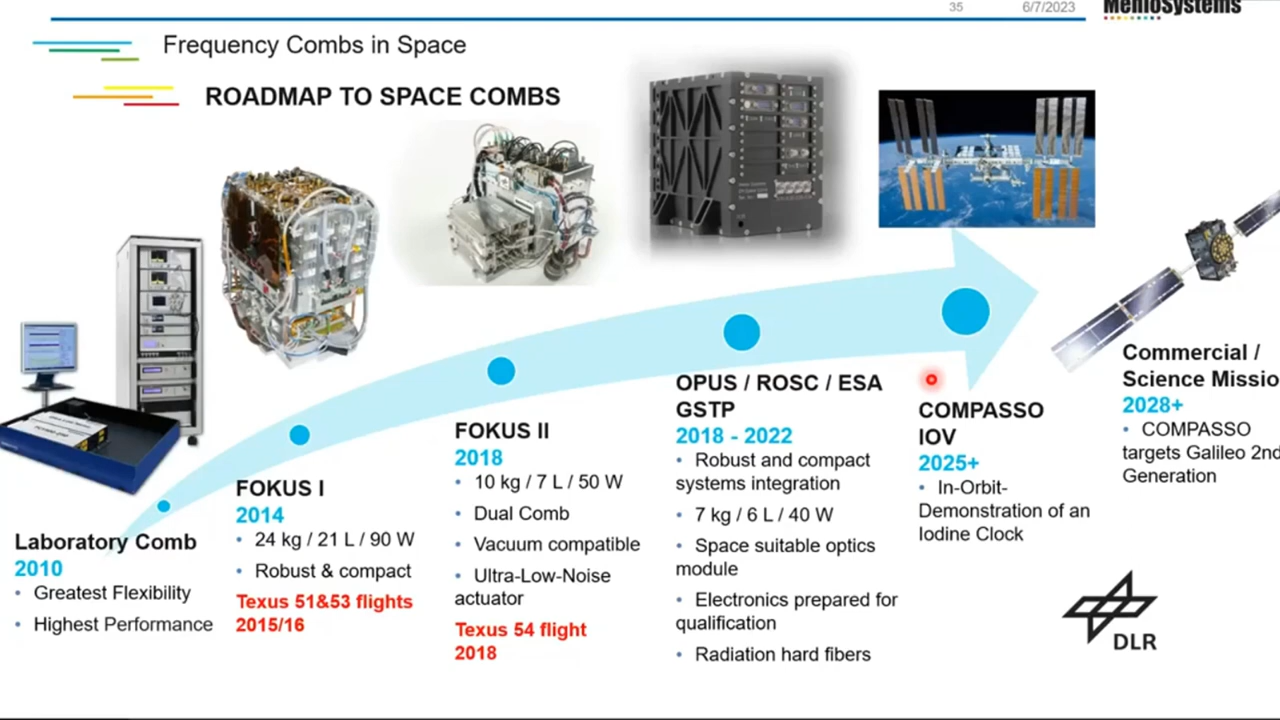 35
6/7/2023
MenloSystems
Frequency Combs in Space
ROADMAP TO SPACE COMBS
Laboratory Comb
2010
• Greatest Flexibility
• Highest Performance
FOKUS I
2014
• 24 kg / 21 L / 90 W
• Robust & compact
Texus 51&53 flights
2015/16
FOKUS II
2018
• 10 kg / 7 L / 50 W
• Dual Comb
• Vacuum compatible
• Ultra-Low-Noise
actuator
Texus 54 flight
2018
OPUS / ROSC / ESA
GSTP
2018 - 2022
• Robust and compact
systems integration
• 7 kg / 6 L / 40 W
• Space suitable optics
module
• Electronics prepared for
qualification
• Radiation hard fibers
COMPASSO
IOV
2025+
• In-Orbit-
Demonstration of an
Iodine Clock
Commercial /
Science Missio
2028+
• COMPASSO
targets Galileo 2nd
Generation
DLR